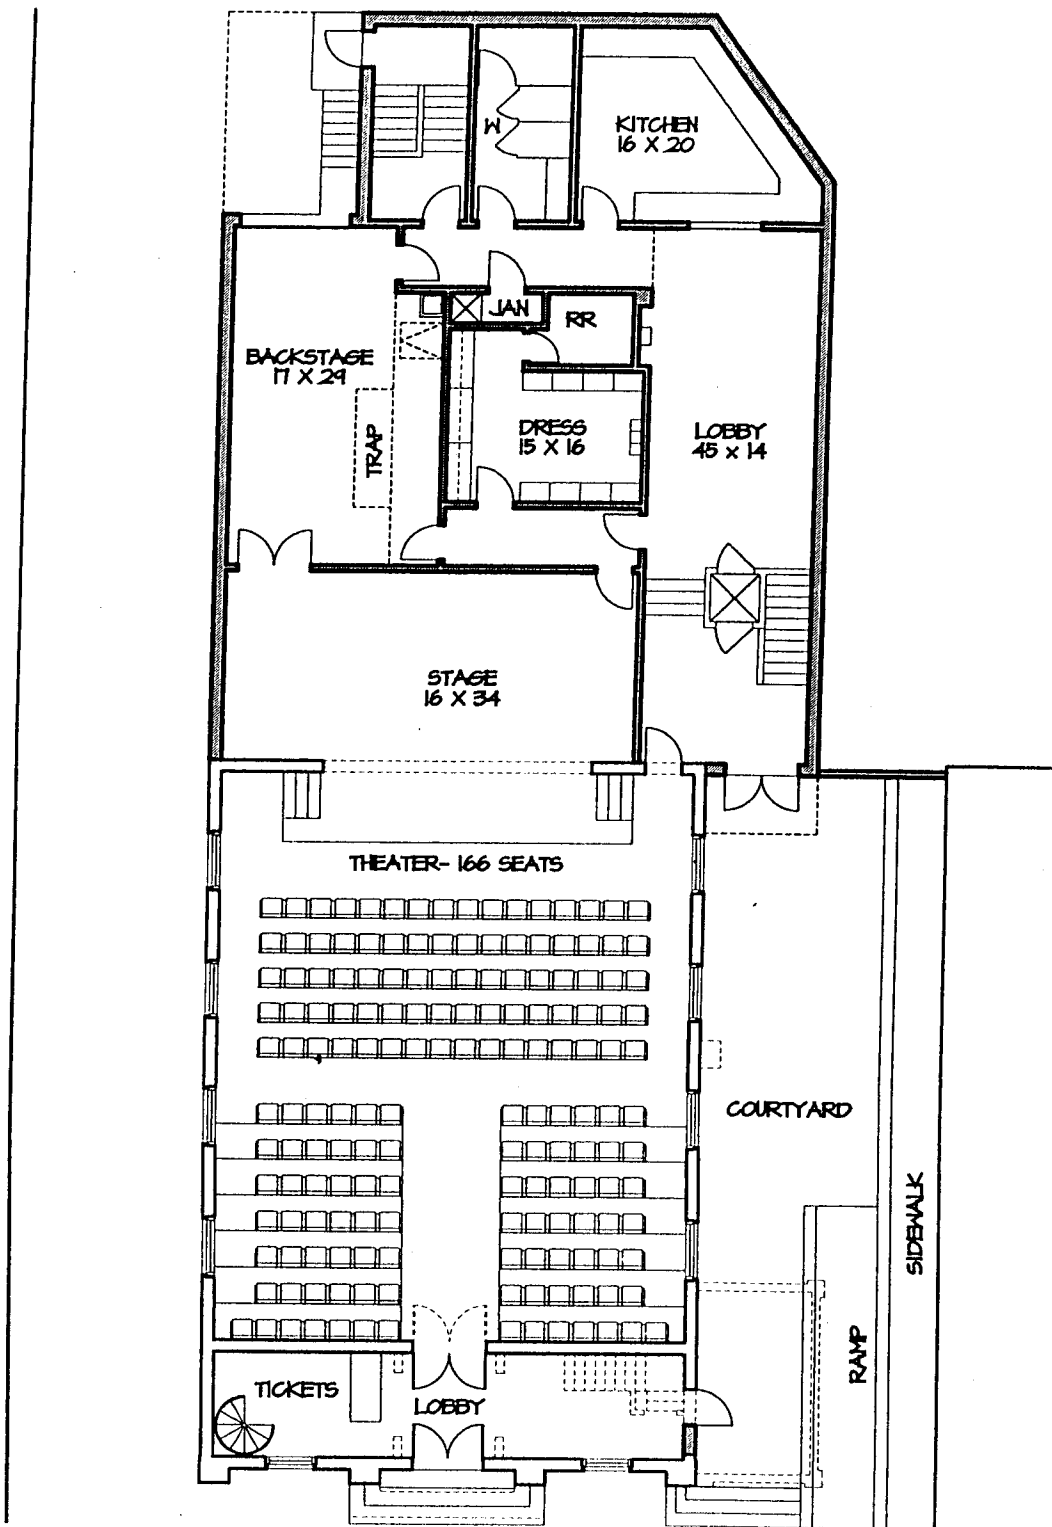 W
KITCHEN
16 X 20
JAN
RR
BACKSTAGE
17 X 29
TRAP
DRESS
15 X 16
LOBBY
45 x 14
STAGE
16 X 34
THEATER- 166 SEATS
COURTYARD
SIDEWALK
RAMP
TICKETS
LOBBY